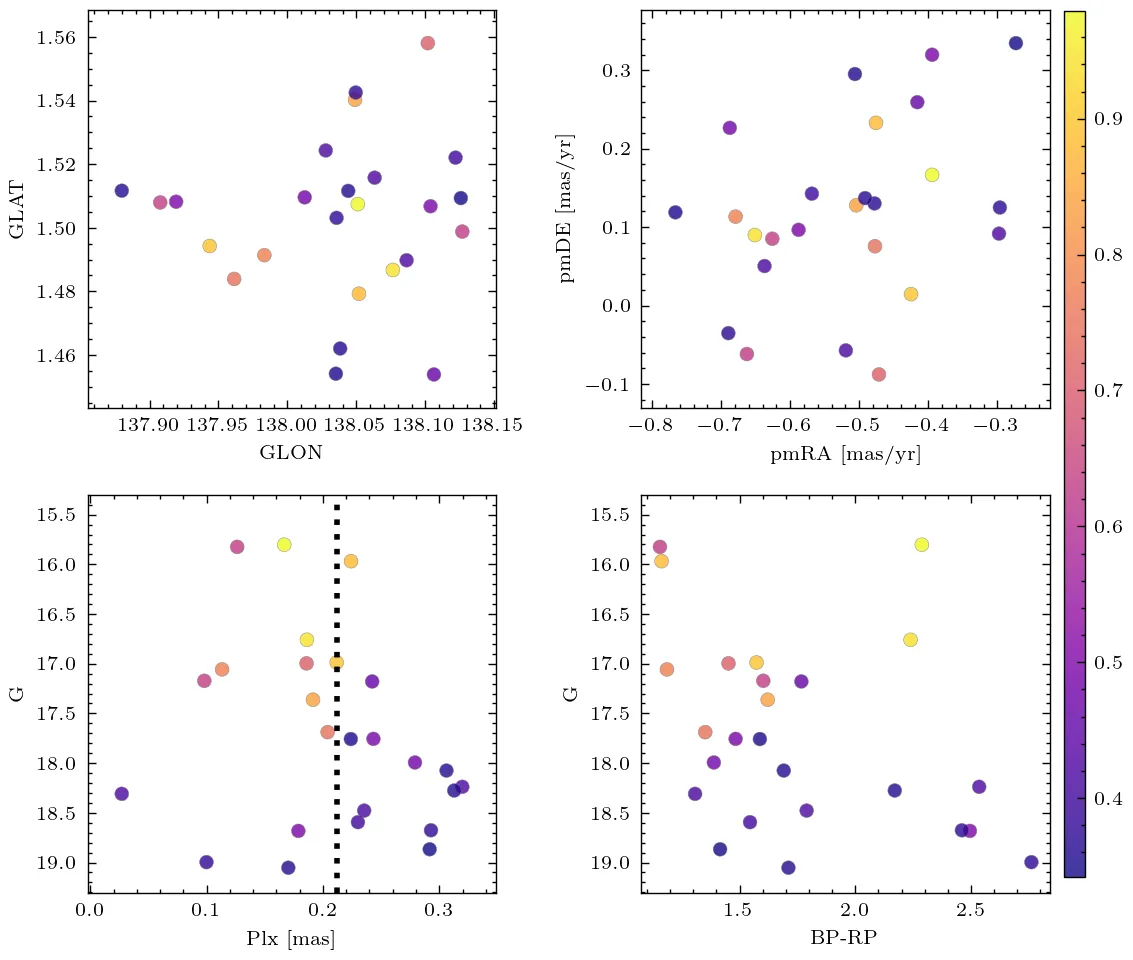 1.56
1.54
1.52
1.50
1.48
1.46
GLAT
137.90 137.95 138.00 138.05 138.10 138.15
GLON
0.3
0.2
0.1
0.0
−0.1
pmDE [mas/yr]
−0.8 −0.7 −0.6 −0.5 −0.4 −0.3
pmRA [mas/yr]
0.9
0.8
0.7
0.6
0.5
0.4
15.5
16.0
16.5
17.0
17.5
18.0
18.5
19.0
G
0.0 0.1 0.2 0.3
Plx [mas]
15.5
16.0
16.5
17.0
17.5
18.0
18.5
19.0
G
1.5 2.0 2.5
BP-RP